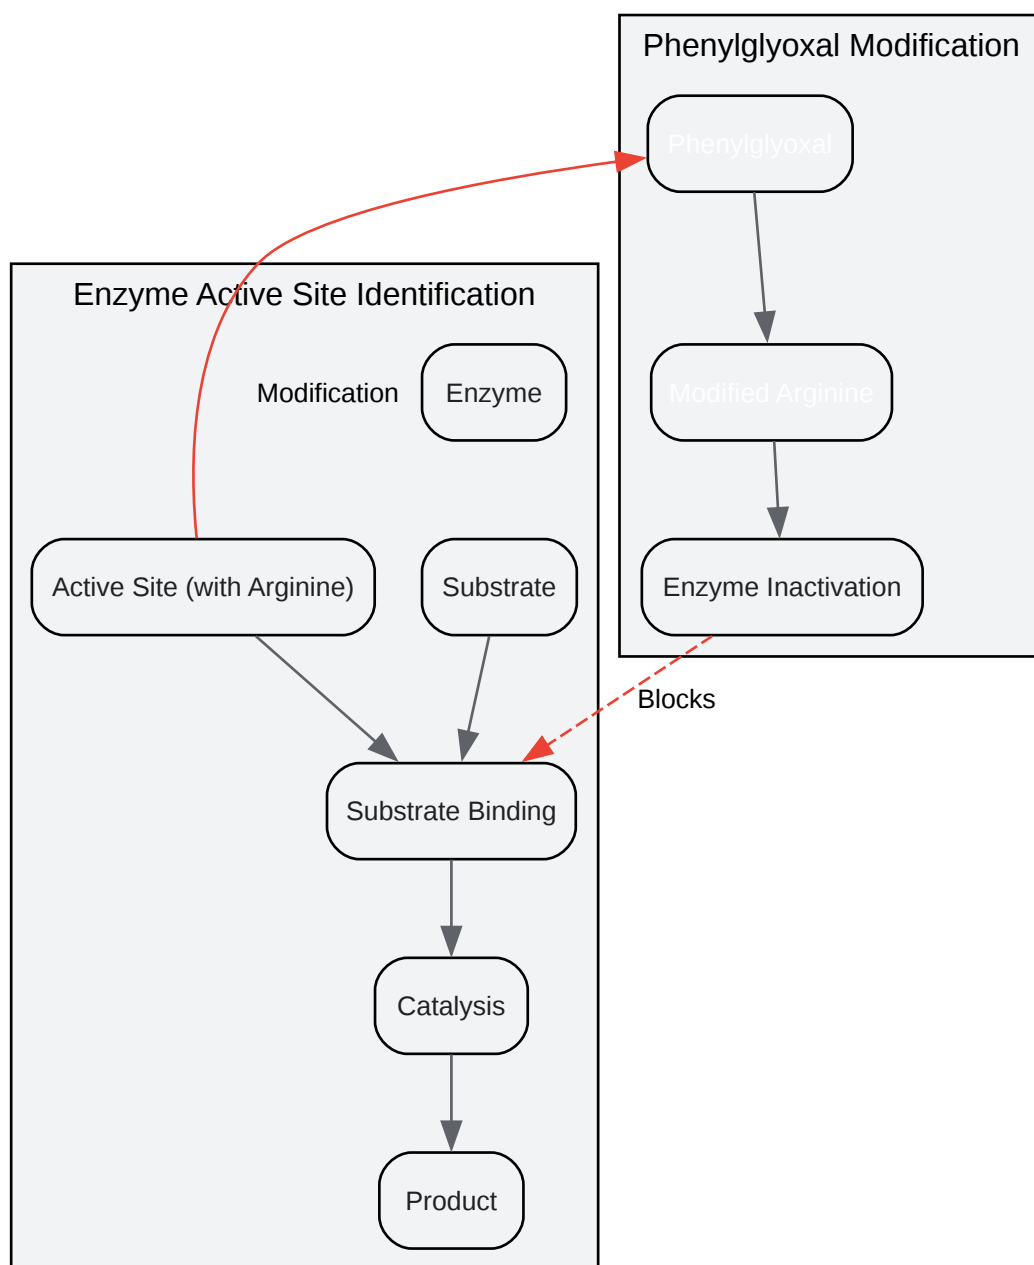 Phenylglyoxal Modification
Phenylglyoxal
Enzyme Active Site Identification
Modification
Enzyme
Modified Arginine
Active Site (with Arginine)
Substrate
Enzyme Inactivation
Blocks
Substrate Binding
Catalysis
Product